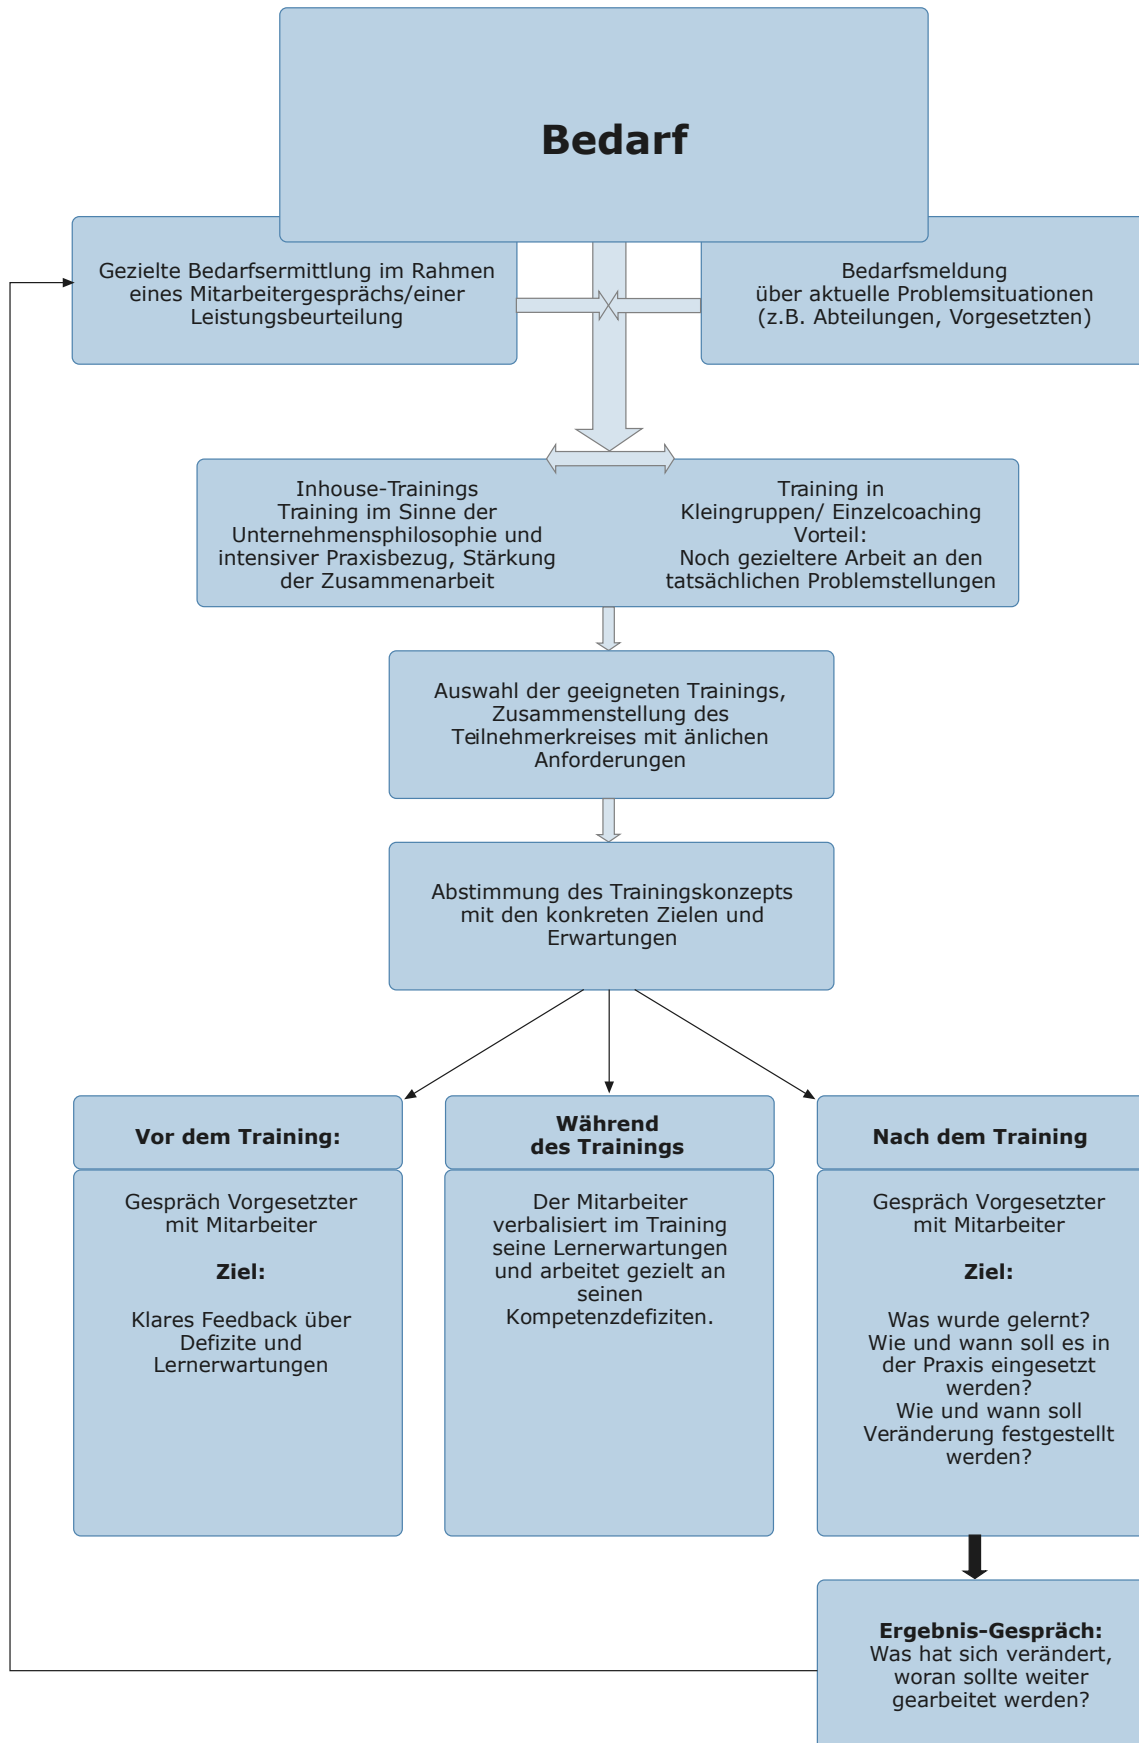 Bedarf
Gezielte Bedarfsermittlung im Rahmen
eines Mitarbeitergesprächs/einer
Leistungsbeurteilung
Bedarfsmeldung
über aktuelle Problemsituationen
(z.B. Abteilungen, Vorgesetzten)
Inhouse-Trainings
Training im Sinne der
Unternehmensphilosophie und
intensiver Praxisbezug, Stärkung
der Zusammenarbeit
Training in
Kleingruppen/ Einzelcoaching
Vorteil:
Noch gezieltere Arbeit an den
tatsächlichen Problemstellungen
Auswahl der geeigneten Trainings,
Zusammenstellung des
Teilnehmerkreises mit änlichen
Anforderungen
Abstimmung des Trainingskonzepts
mit den konkreten Zielen und
Erwartungen
Vor dem Training:
Gespräch Vorgesetzter
mit Mitarbeiter
Ziel:
Klares Feedback über
Defizite und
Lernerwartungen
Während
des Trainings
Der Mitarbeiter
verbalisiert im Training
seine Lernerwartungen
und arbeitet gezielt an
seinen
Kompetenzdefiziten.
Nach dem Training
Gespräch Vorgesetzter
mit Mitarbeiter
Ziel:
Was wurde gelernt?
Wie und wann soll es in
der Praxis eingesetzt
werden?
Wie und wann soll
Veränderung festgestellt
werden?
Ergebnis-Gespräch:
Was hat sich verändert,
woran sollte weiter
gearbeitet werden?